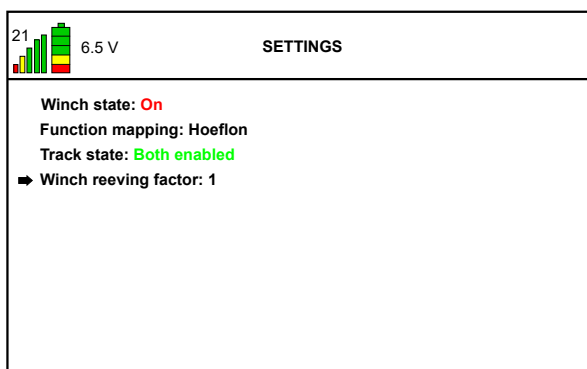 21
6.5 V
SETTINGS
Winch state: On
Function mapping: Hoeflon
Track state: Both enabled
Winch reeving factor: 1